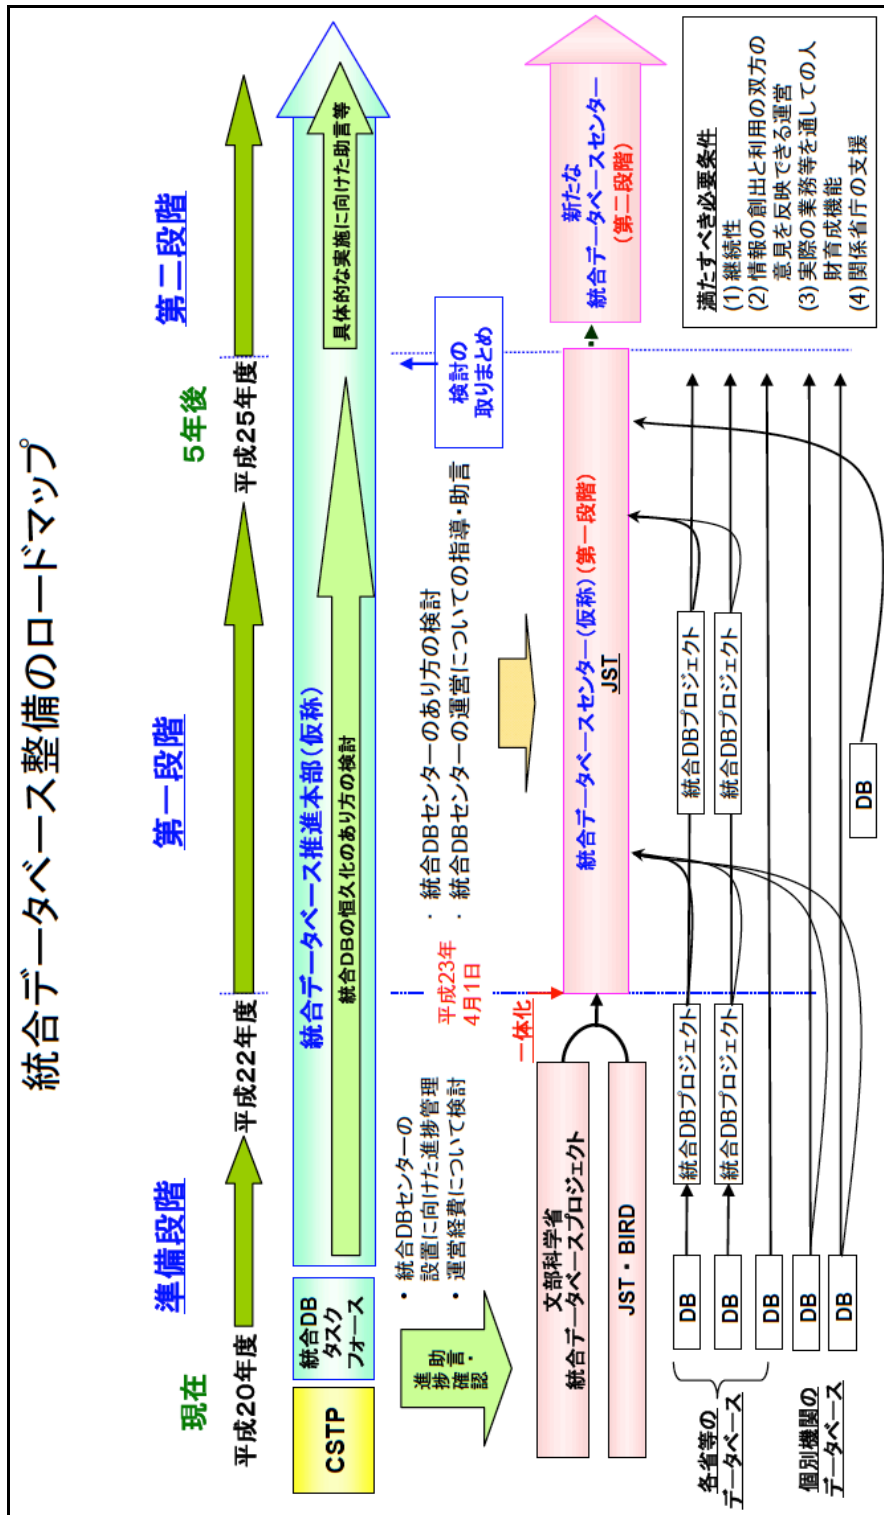 統合データベース整備のロードマップ
現在
5年後
準備段階
第一段階
第二段階
平成20年度
平成22年度
平成25年度
CSTP
統合DB
タスク
フォース
統合データベース推進本部(仮称)
統合DBの恒久化のあり方の検討
具体的な実施に向けた助言等
助言・
進捗確認
• 統合DBセンターの
設置に向けた進捗管理
• 運営経費について検討
平成23年
4月1日
・ 統合DBセンターのあり方の検討
・ 統合DBセンターの運営についての指導・助言
検討の
取りまとめ
一体化
文部科学省
統合データベースプロジェクト
JST・BIRD
統合データベースセンター(仮称)(第一段階)
JST
新たな
統合データベースセンター
(第二段階)
各省等の
データベース
個別機関の
データベース
DB
統合DBプロジェクト
統合DBプロジェクト
DB
統合DBプロジェクト
統合DBプロジェクト
DB
DB
DB
DB
満たすべき必要条件
(1) 継続性
(2) 情報の創出と利用の双方の
意見を反映できる運営
(3) 実際の業務等を通しての人
財育成機能
(4) 関係省庁の支援